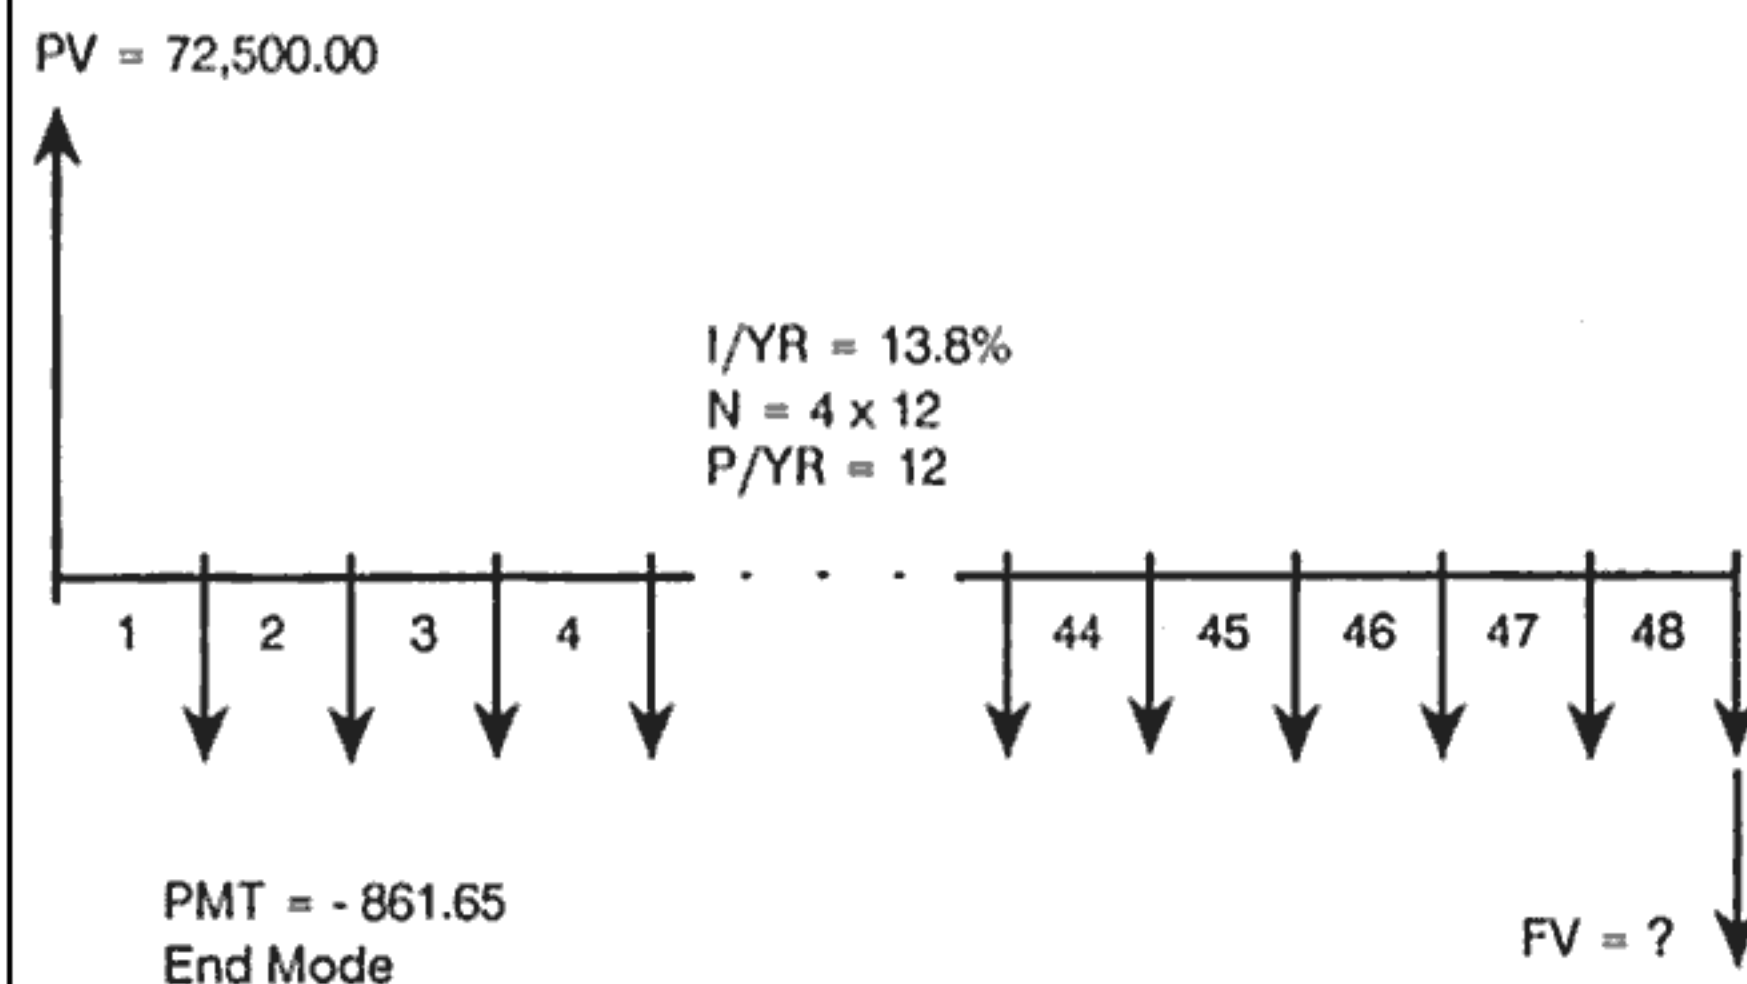 PV = 72,500.00
I/YR = 13.8%
N = 4 x 12
P/YR = 12
1 2 3 4 . . . 44 45 46 47 48
PMT = - 861.65
End Mode
FV = ?